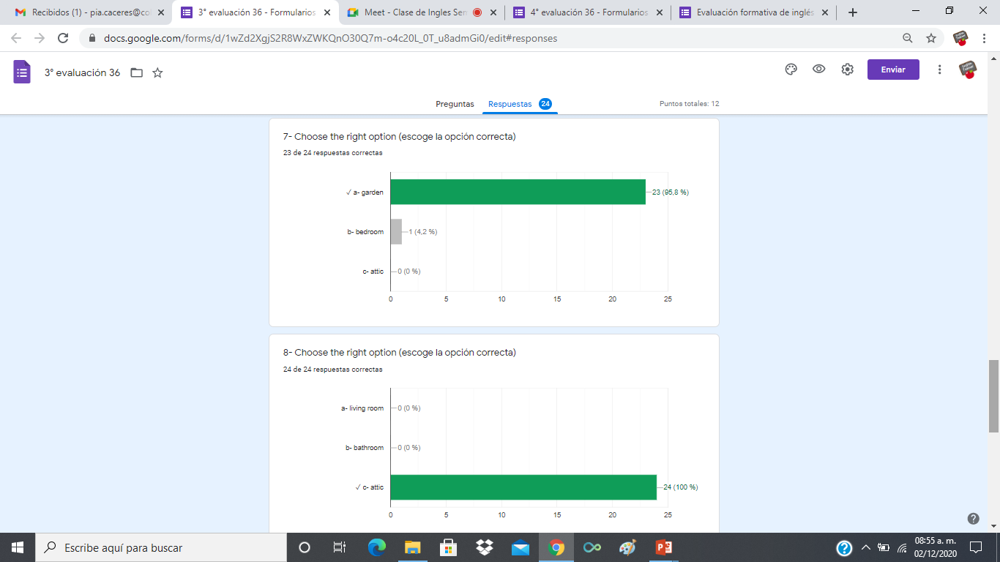 Recibidos (1) - pia.caceres@co
3° evaluación 36 - Formularios
Meet - Clase de Ingles Sem
4° evaluación 36 - Formularios
Evaluación formativa de inglés
docs.google.com/forms/d/1wZd2XgjS2R8WxZWKQnO30Q7m-o4c20L_0T_u8admGi0/edit#responses
3° evaluación 36
Enviar
Preguntas
Respuestas 24
Puntos totales: 12
7- Choose the right option (escoge la opción correcta)
23 de 24 respuestas correctas
✓ a- garden
23 (95,8 %)
b- bedroom
1 (4,2 %)
c- attic
0 (0 %)
0 5 10 15 20 25
8- Choose the right option (escoge la opción correcta)
24 de 24 respuestas correctas
a- living room
0 (0 %)
b- bathroom
0 (0 %)
✓ c- attic
24 (100 %)
0 5 10 15 20 25
Escribe aquí para buscar
08:55 a. m.
02/12/2020